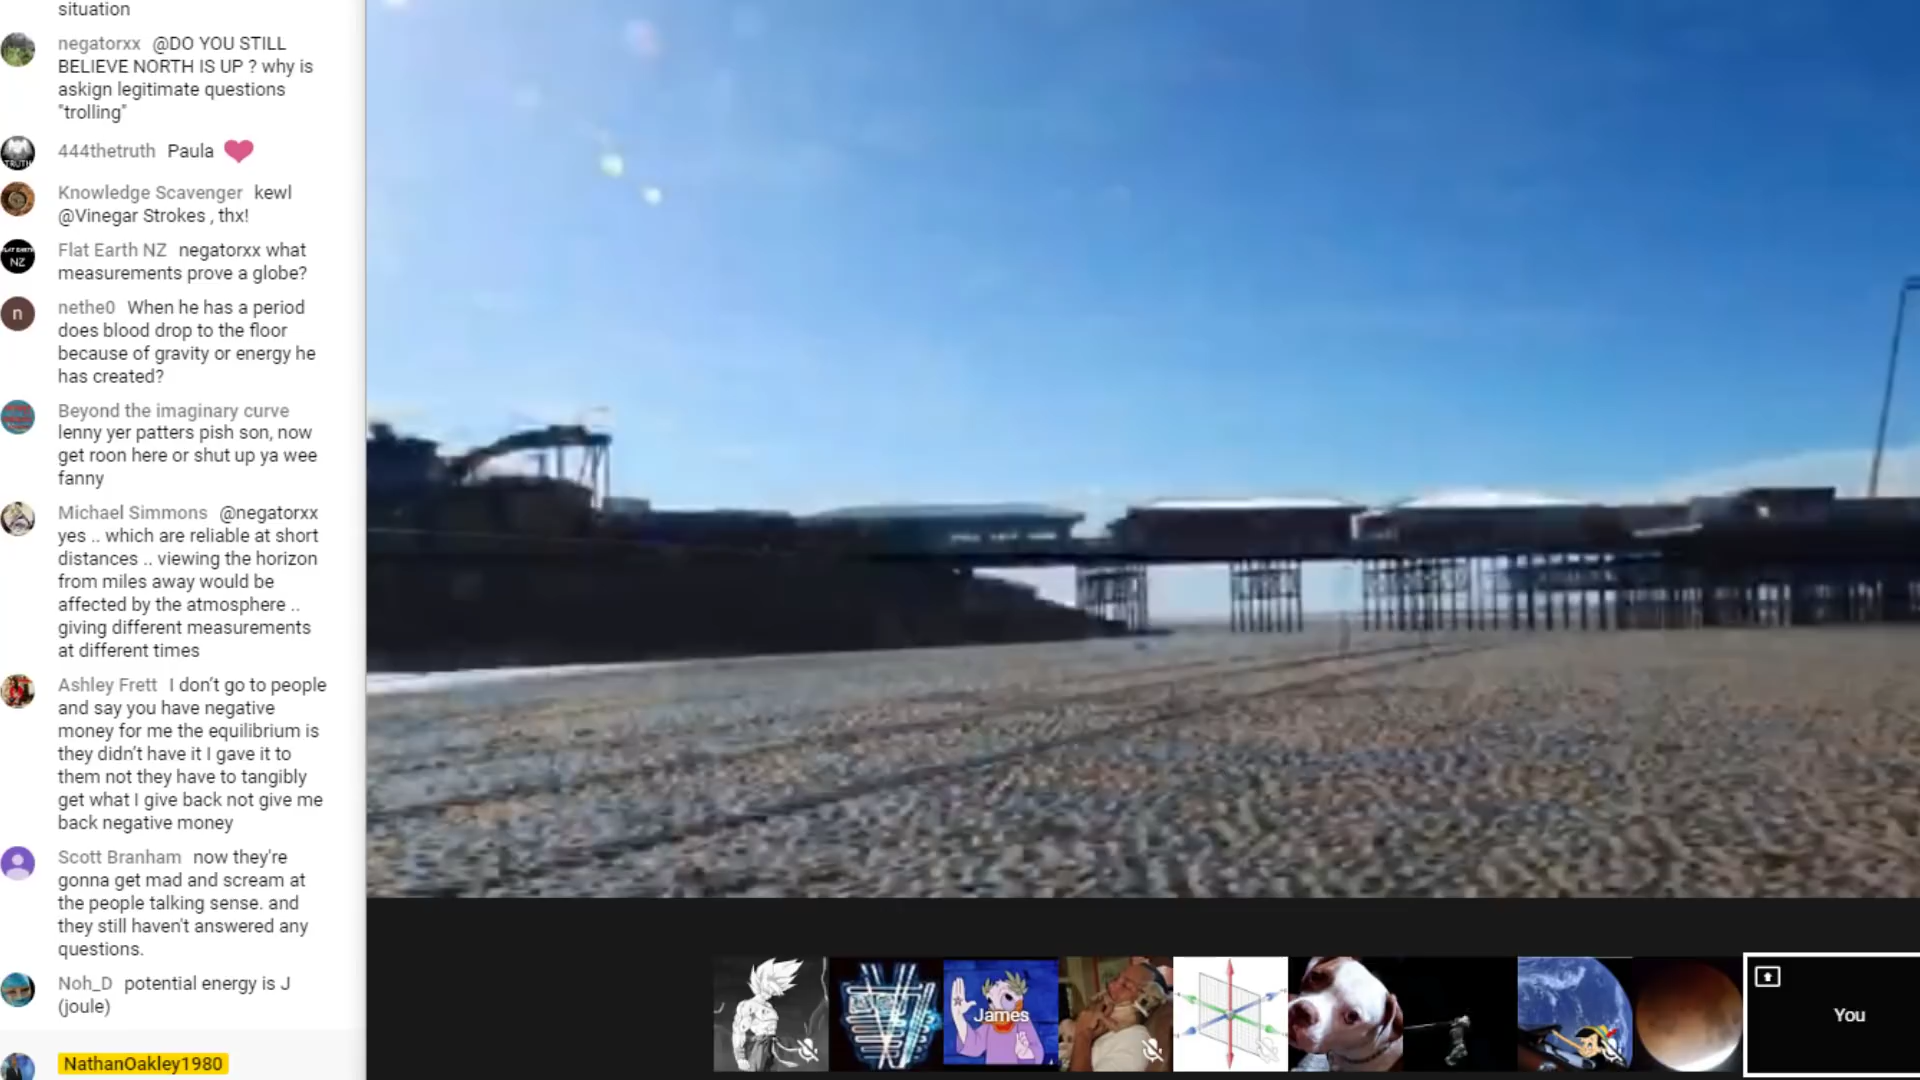 situation
negatorxx @DO YOU STILL
BELIEVE NORTH IS UP ? why is
askign legitimate questions
"trolling"
444thetruth Paula
Knowledge Scavenger kewl
@Vinegar Strokes , thx!
Flat Earth NZ negatorxx what
measurements prove a globe?
NZ
nethe0 When he has a period
n
does blood drop to the floor
because of gravity or energy he
has created?
Beyond the imaginary curve
lenny yer patters pish son, now
get roon here or shut up ya wee
fanny
Michael Simmons @negatorxx
yes .. which are reliable at short
distances .. viewing the horizon
from miles away would be
affected by the atmosphere ..
giving different measurements
at different times
Ashley Frett I don't go to people
and say you have negative
money for me the equilibrium is
they didn't have it I gave it to
them not they have to tangibly
get what I give back not give me
back negative money
Scott Branham now they're
gonna get mad and scream at
the people talking sense. and
they still haven't answered any
questions.
Noh_D potential energy is J
(joule)
NathanOakley1980
James
You